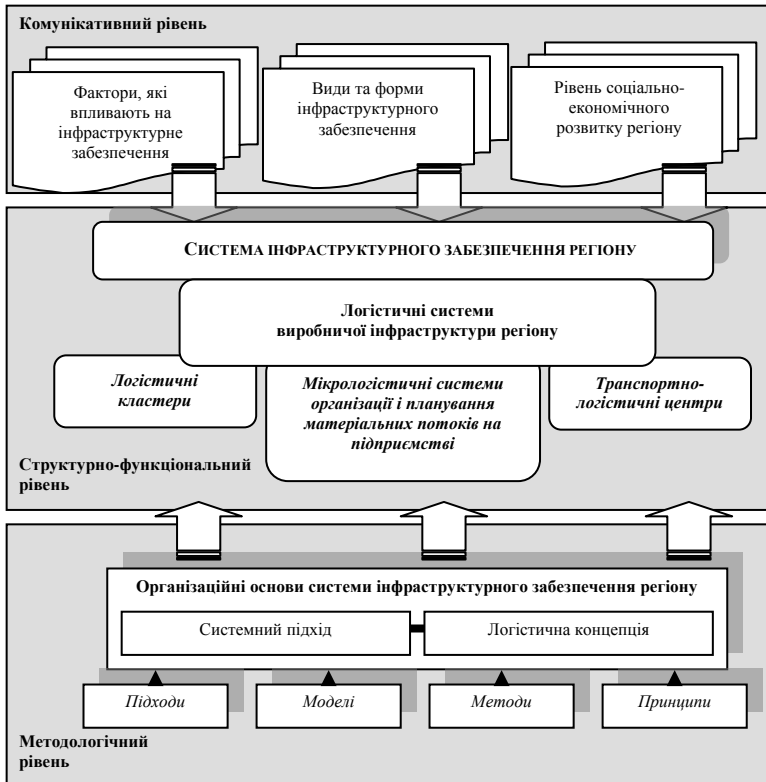 Комунікативний рівень
Фактори, які
впливають на
інфраструктурне
забезпечення
Види та форми
інфраструктурного
забезпечення
Рівень соціально-
економічного
розвитку регіону
СИСТЕМА ІНФРАСТРУКТУРНОГО ЗАБЕЗПЕЧЕННЯ РЕГІОНУ
Логістичні системи
виробничої інфраструктури регіону
Логістичні
кластери
Мікрологістичні системи
організації і планування
матеріальних потоків на
підприємстві
Транспортно-
логістичні центри
Структурно-функціональний
рівень
Організаційні основи системи інфраструктурного забезпечення регіону
Системний підхід
Логістична концепція
Підходи
Моделі
Методи
Принципи
Методологічний
рівень